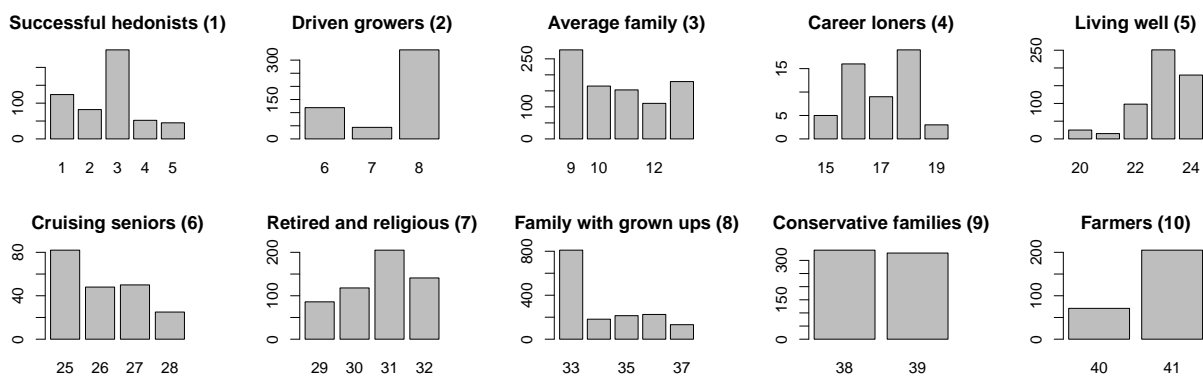 Successful hedonists (1)
0 100
1 2 3 4 5
Driven growers (2)
0 150 300
6 7 8
Average family (3)
0 100 250
9 10 12
Career loners (4)
0 5 15
15 17 19
Living well (5)
0 100 250
20 22 24
Cruising seniors (6)
0 40 80
25 26 27 28
Retired and religious (7)
0 100 200
29 30 31 32
Family with grown ups (8)
0 400 800
33 35 37
Conservative families (9)
0 150 300
38 39
Farmers (10)
0 100 200
40 41